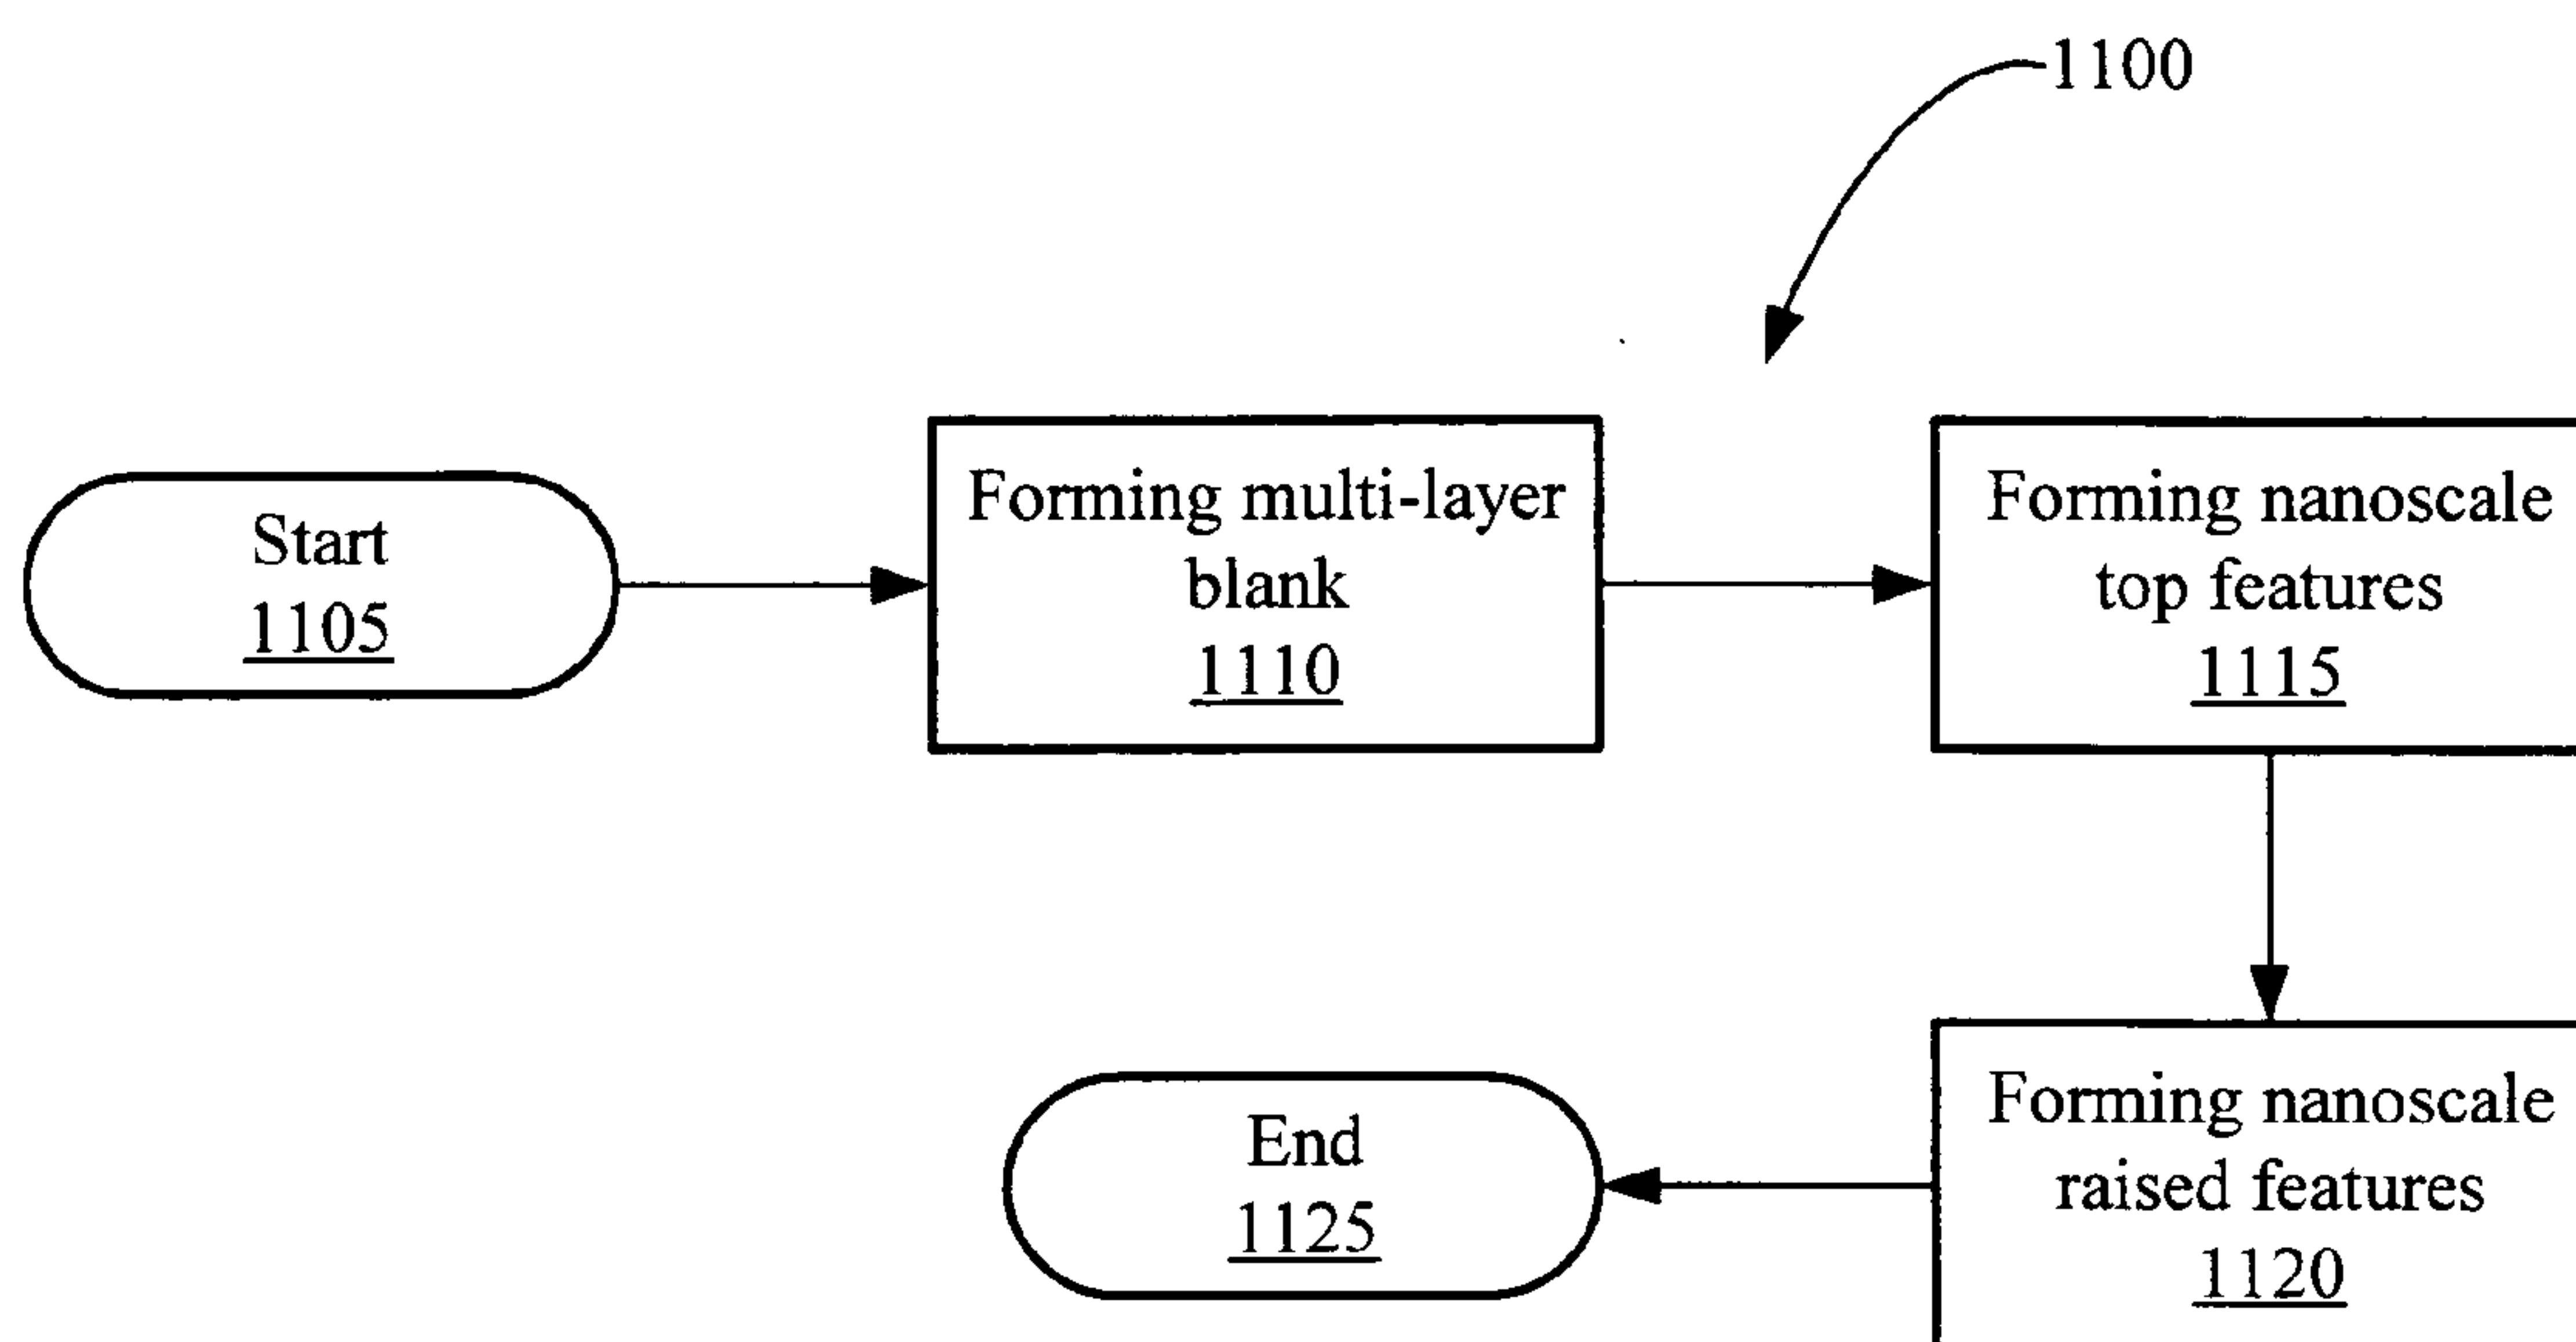 1100
Start
1105
Forming multi-layer
blank
1110
Forming nanoscale
top features
1115
Forming nanoscale
raised features
1120
End
1125